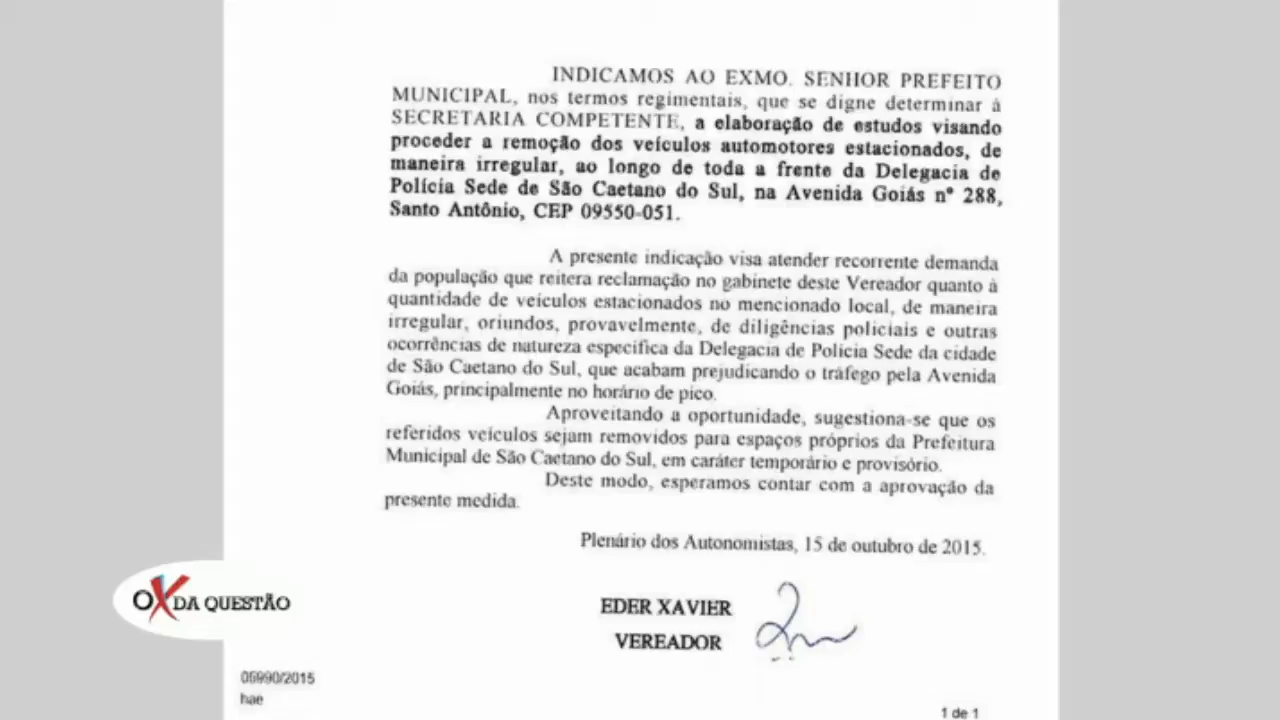 INDICAMOS AO EXMO. SENHOR PREFEITO
MUNICIPAL, nos termos regimentais, que se digne determinar à
SECRETARIA COMPETENTE, a elaboração de estudos visando
proceder a remoção dos veículos automotores estacionados, de
maneira irregular, ao longo de toda a frente da Delegacia de
Polícia Sede de São Caetano do Sul, na Avenida Goiás nº 288,
Santo Antônio, CEP 09550-051.
A presente indicação visa atender recorrente demanda
da população que reitera reclamação no gabinete deste Vereador quanto à
quantidade de veículos estacionados no mencionado local, de maneira
irregular, oriundos, provavelmente, de diligências policiais e outras
ocorrências de natureza especifica da Delegacia de Polícia Sede da cidade
de São Caetano do Sul, que acabam prejudicando o tráfego pela Avenida
Goiás, principalmente no horário de pico.
Aproveitando a oportunidade, sugestiona-se que os
referidos veículos sejam removidos para espaços próprios da Prefeitura
Municipal de São Caetano do Sul, em caráter temporário e provisório.
Deste modo, esperamos contar com a aprovação da
presente medida.
Plenário dos Autonomistas, 15 de outubro de 2015.
EDER XAVIER
VEREADOR
O X DA QUESTÃO
05990/2015
hae
1 de 1